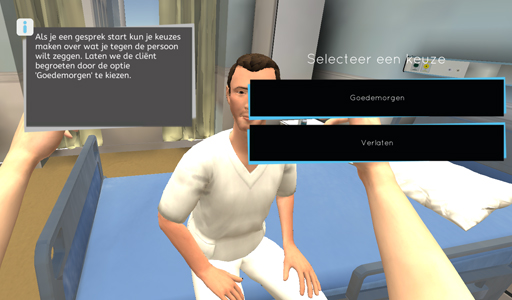 Als je een gesprek start kun je keuzes
maken over wat je tegen de persoon
wilt zeggen. Laten we de cliënt
begroeten door de optie
'Goedemorgen' te kiezen.
Selecteer een keuze
Goedemorgen
Verlaten